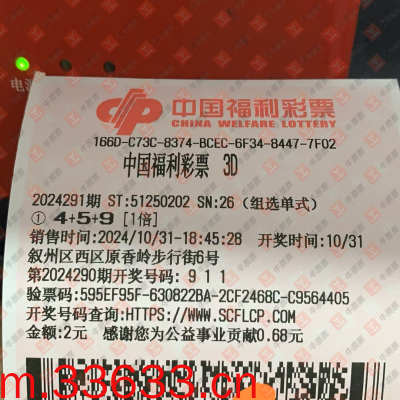 电源
中国福利彩票
CHINA WELFARE LOTTERY
166D-C73C-8374-BCEC-6F34-8447-7F02
中国福利彩票 3D
2024291期 ST:51250202 SN:26 (组选单式)
① 4+5+9 [1倍]
销售时间:2024/10/31-18:45:28 开奖时间:10/31
叙州区西区原香岭步行街6号
第2024290期开奖号码: 9 1 1
验票码:595EF95F-630822BA-2CF2468C-C9564405
开奖号码查询:HTTPS://WWW.SCFLCP.COM
金额:2元 感谢您为公益事业贡献0.68元
m.33633.cn